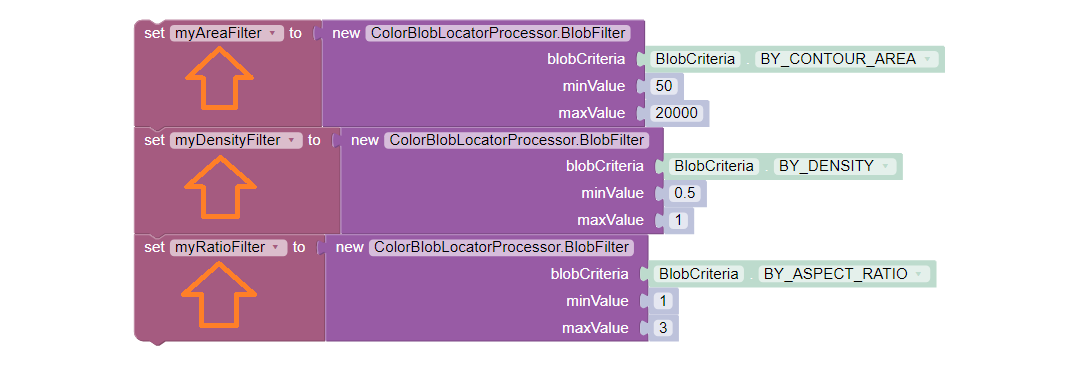 set myAreaFilter to new ColorBlobLocatorProcessor.BlobFilter
blobCriteria BlobCriteria . BY_CONTOUR_AREA
minValue 50
maxValue 20000
set myDensityFilter to new ColorBlobLocatorProcessor.BlobFilter
blobCriteria BlobCriteria . BY_DENSITY
minValue 0.5
maxValue 1
set myRatioFilter to new ColorBlobLocatorProcessor.BlobFilter
blobCriteria BlobCriteria . BY_ASPECT_RATIO
minValue 1
maxValue 3